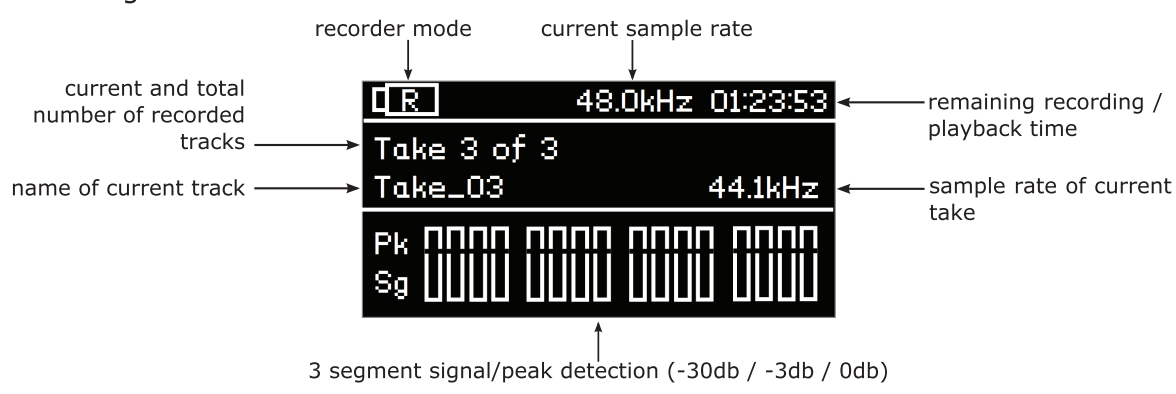 recorder mode
current sample rate
current and total
number of recorded
tracks
R
48.0kHz 01:23:53
remaining recording /
playback time
Take 3 of 3
name of current track
Take_03
44.1kHz
sample rate of current
take
Pk
Sg
3 segment signal/peak detection (-30db / -3db / 0db)